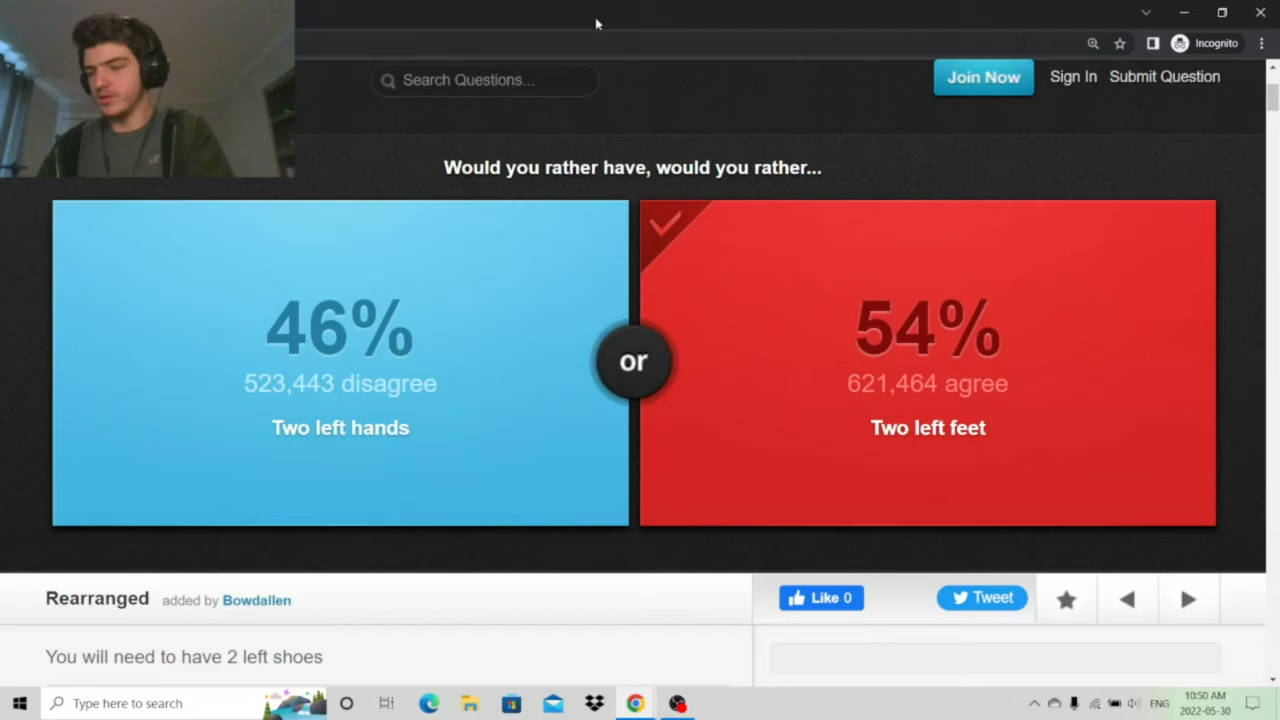 Incognito
Search Questions...
Join Now
Sign In
Submit Question
Would you rather have, would you rather...
46%
523,443 disagree
Two left hands
or
54%
621,464 agree
Two left feet
Rearranged
added by Bowdallen
Like 0
Tweet
You will need to have 2 left shoes
Type here to search
ENG
10:50 AM
2022-05-30